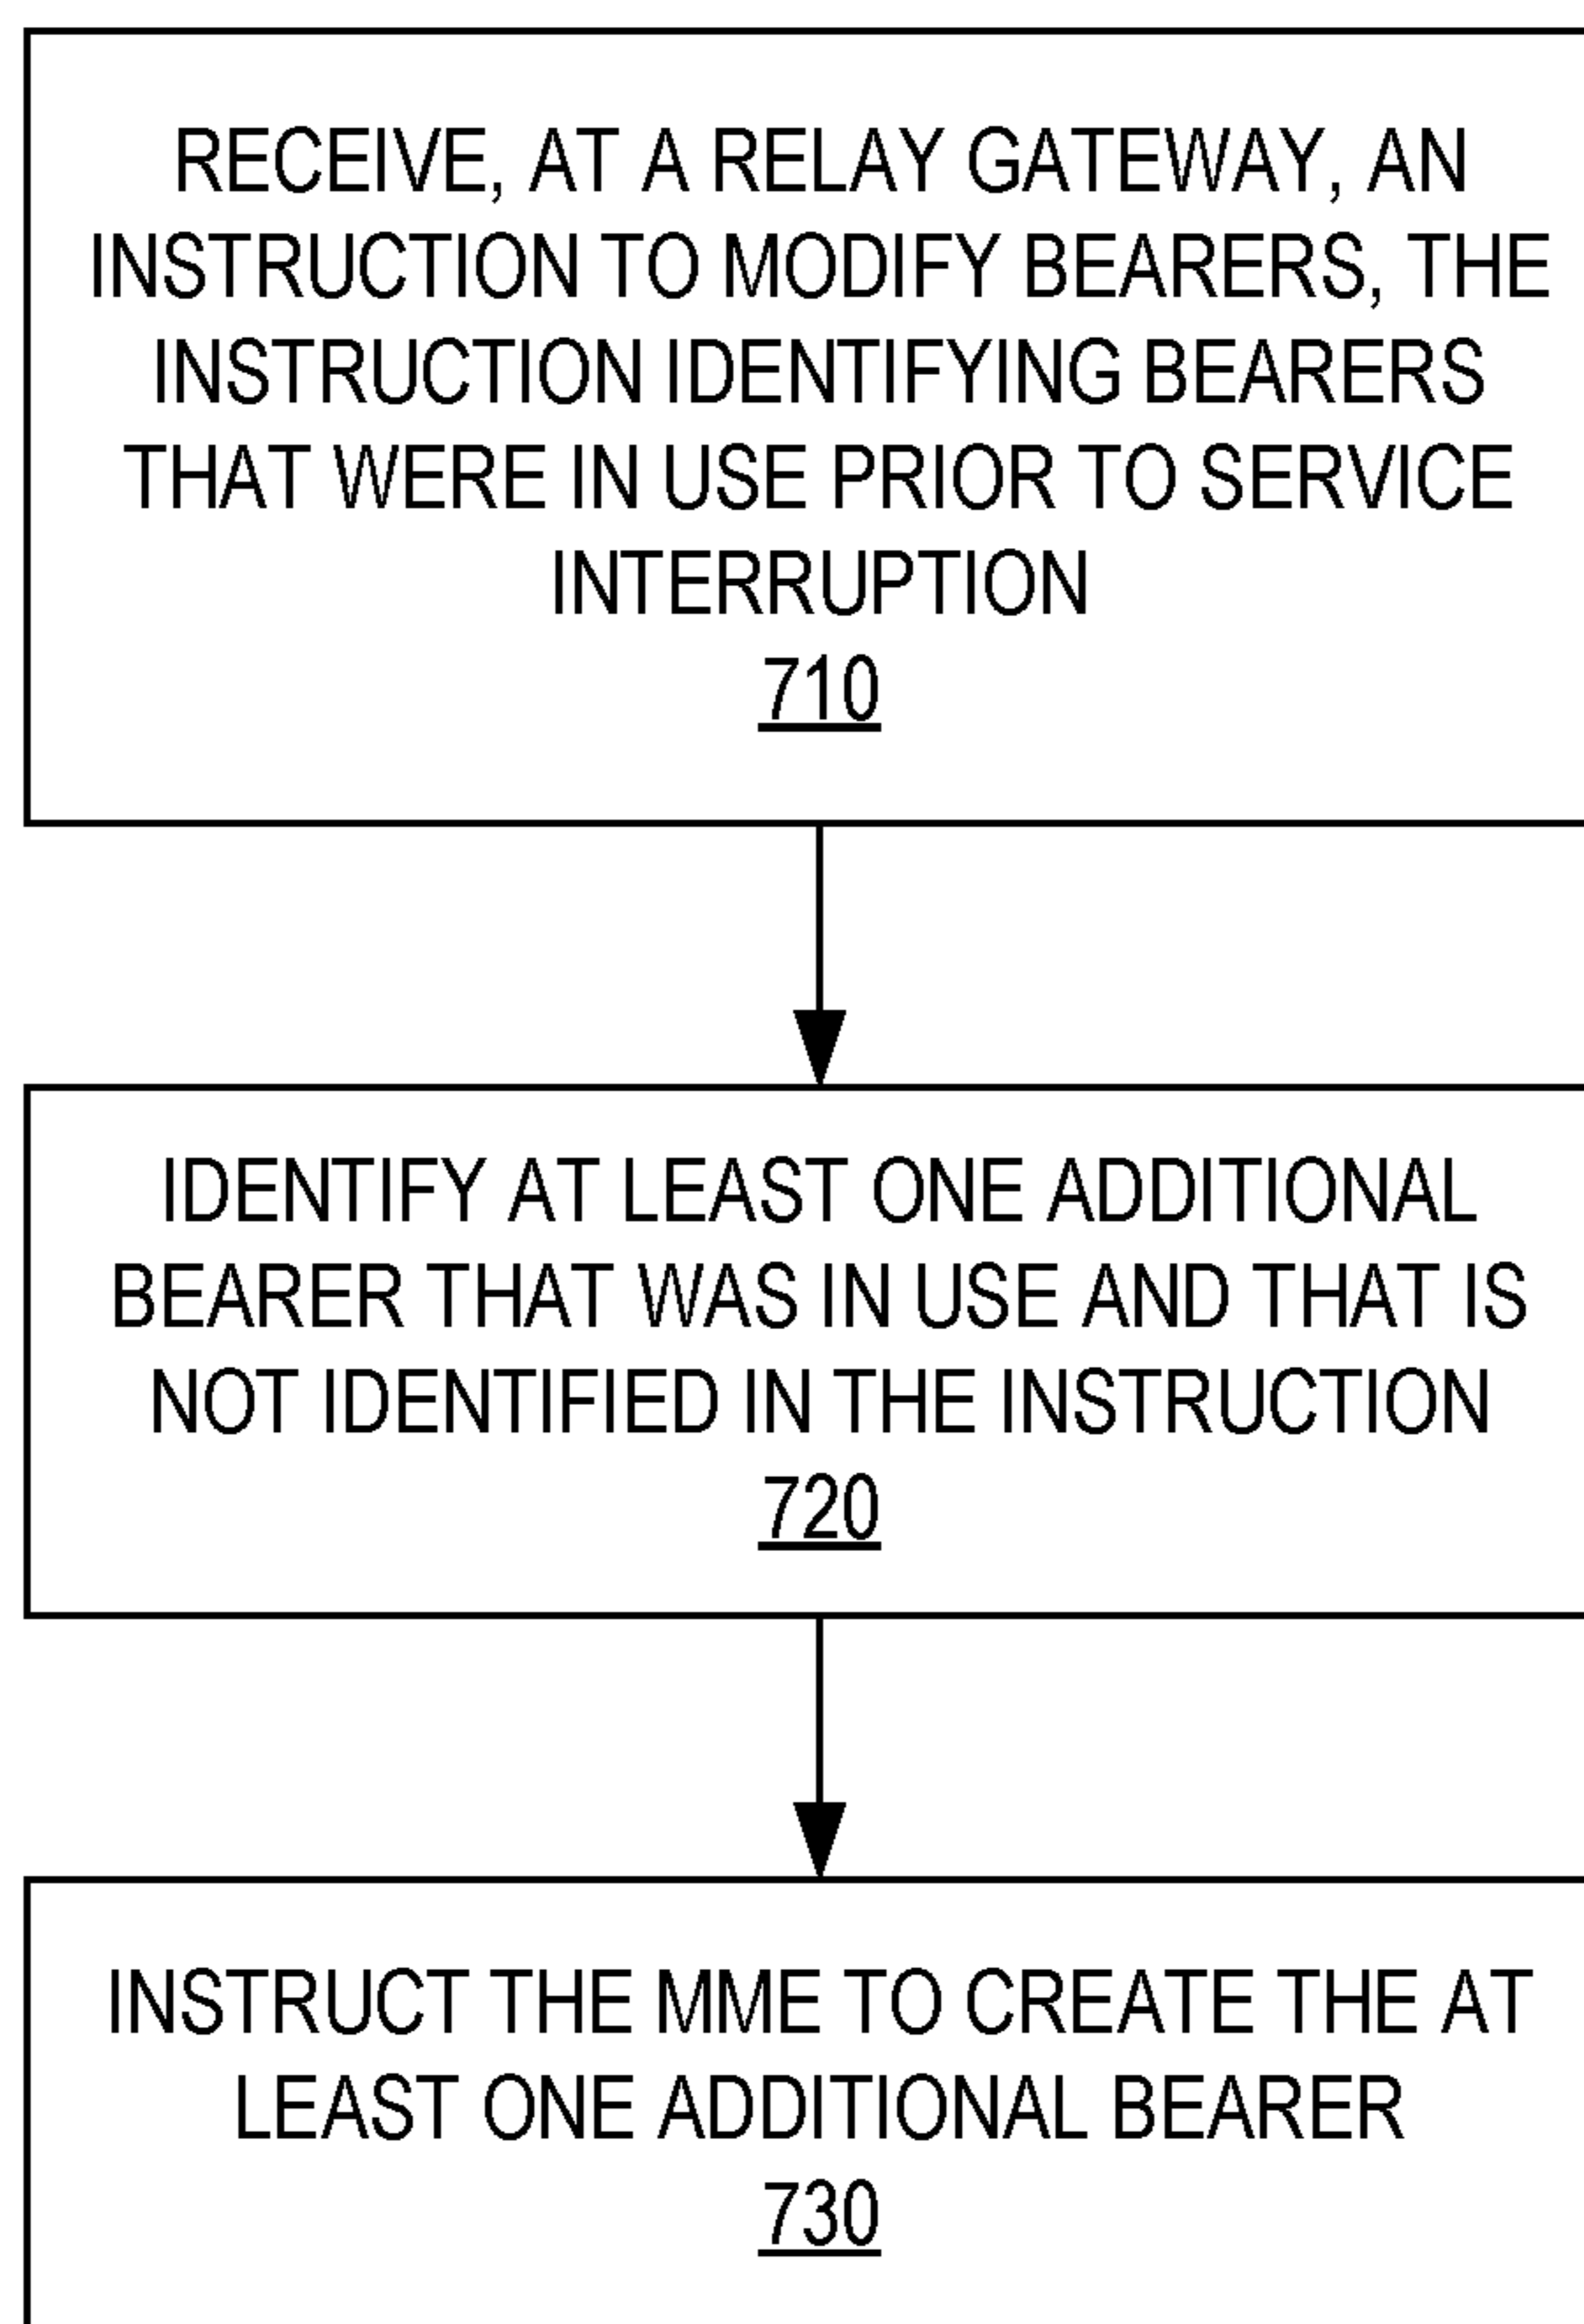 RECEIVE, AT A RELAY GATEWAY, AN
INSTRUCTION TO MODIFY BEARERS, THE
INSTRUCTION IDENTIFYING BEARERS
THAT WERE IN USE PRIOR TO SERVICE
INTERRUPTION
710
IDENTIFY AT LEAST ONE ADDITIONAL
BEARER THAT WAS IN USE AND THAT IS
NOT IDENTIFIED IN THE INSTRUCTION
720
INSTRUCT THE MME TO CREATE THE AT
LEAST ONE ADDITIONAL BEARER
730